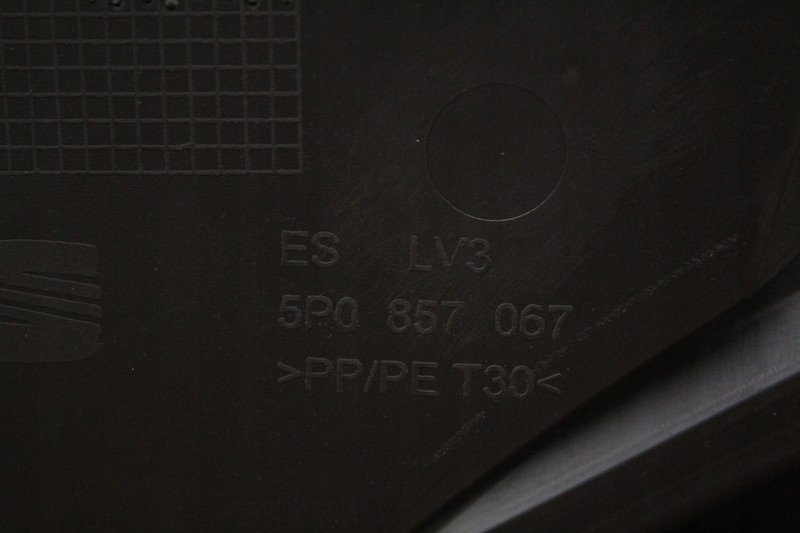 ES LV3
5P0 857 067
>PP/PE T30<